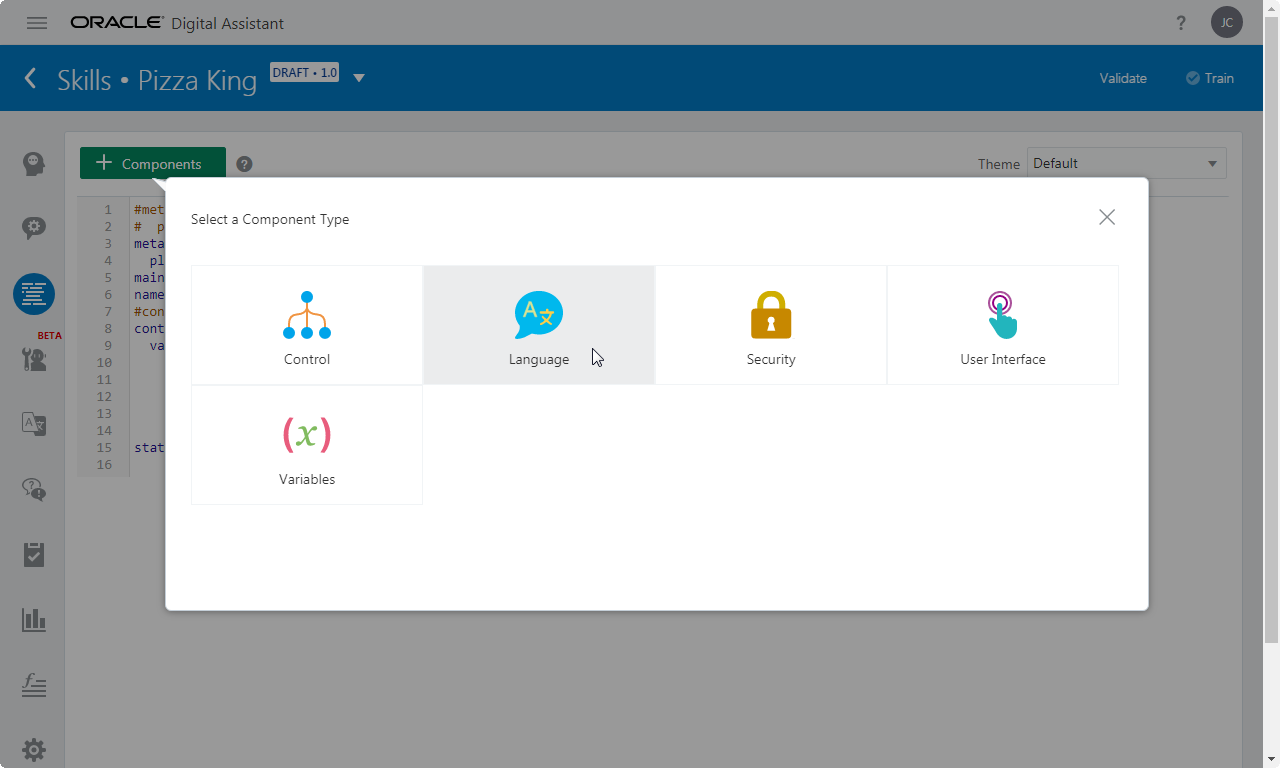 ORACLE® Digital Assistant
?
JC
Skills • Pizza King
DRAFT • 1.0
Validate
Train
Components
?
Theme
Default
Select a Component Type
Control
Language
Security
User Interface
Variables
BETA
1 #met
2 # p
3 meta
4 pl
5 main
6 name
7 #con
8 cont
9 va
10
11
12
13
14
15 stat
16